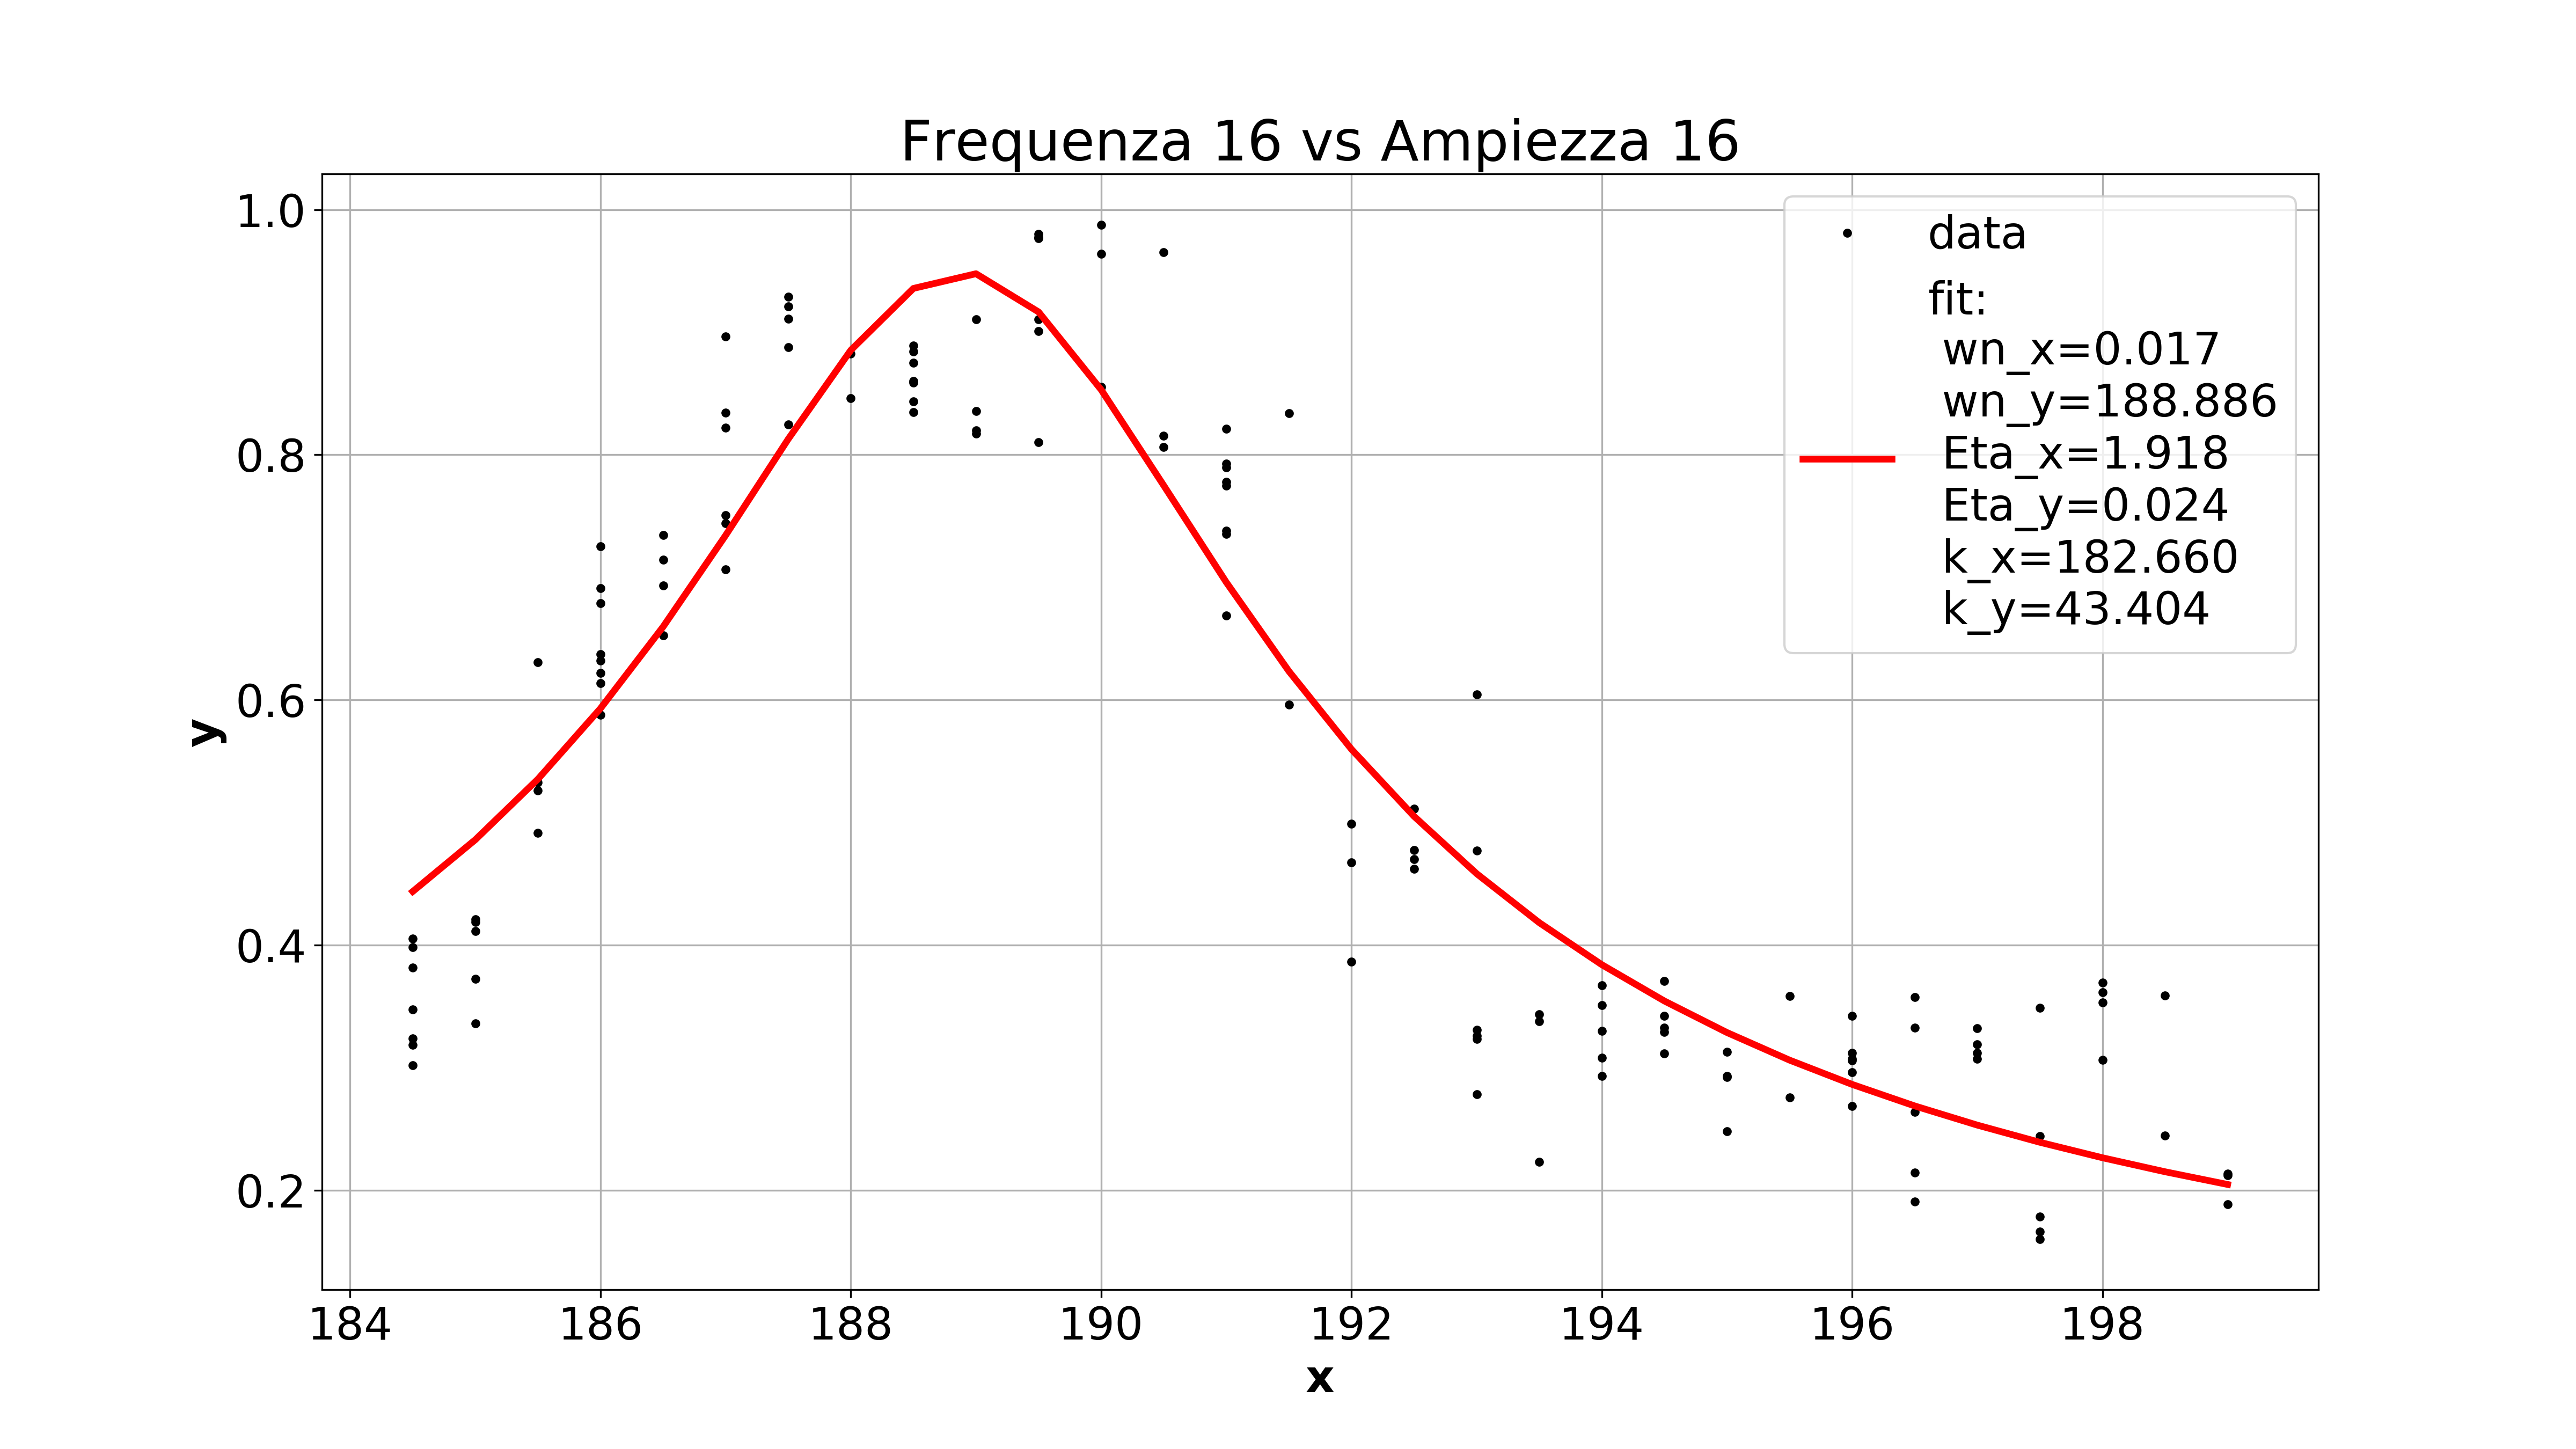 Frequenza 16 vs Ampiezza 16
1.0
0.8
0.6
0.4
0.2
y
data
fit:
wn_x=0.017
wn_y=188.886
Eta_x=1.918
Eta_y=0.024
k_x=182.660
k_y=43.404
184 186 188 190 192 194 196 198
x